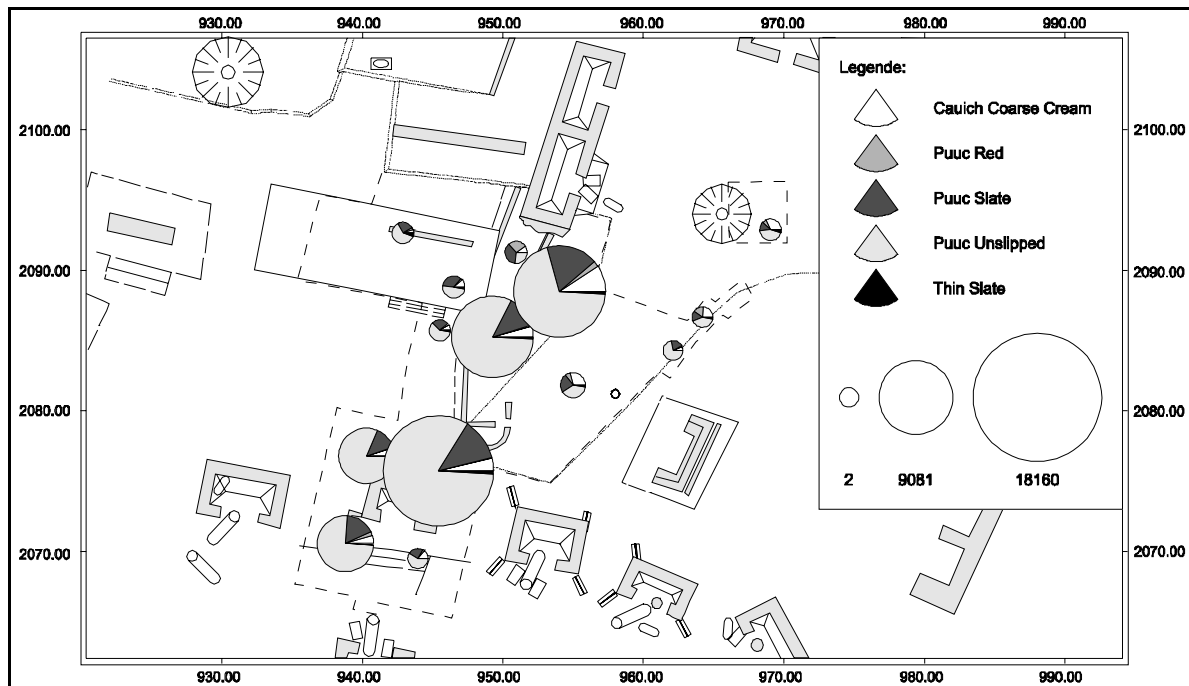 930.00 940.00 950.00 960.00 970.00 980.00 990.00
2100.00
2090.00
2080.00
2070.00
Legende:
Cauich Coarse Cream
Puuc Red
Puuc Slate
Puuc Unslipped
Thin Slate
2 9081 18160
2100.00
2090.00
2080.00
2070.00
930.00 940.00 950.00 960.00 970.00 980.00 990.00